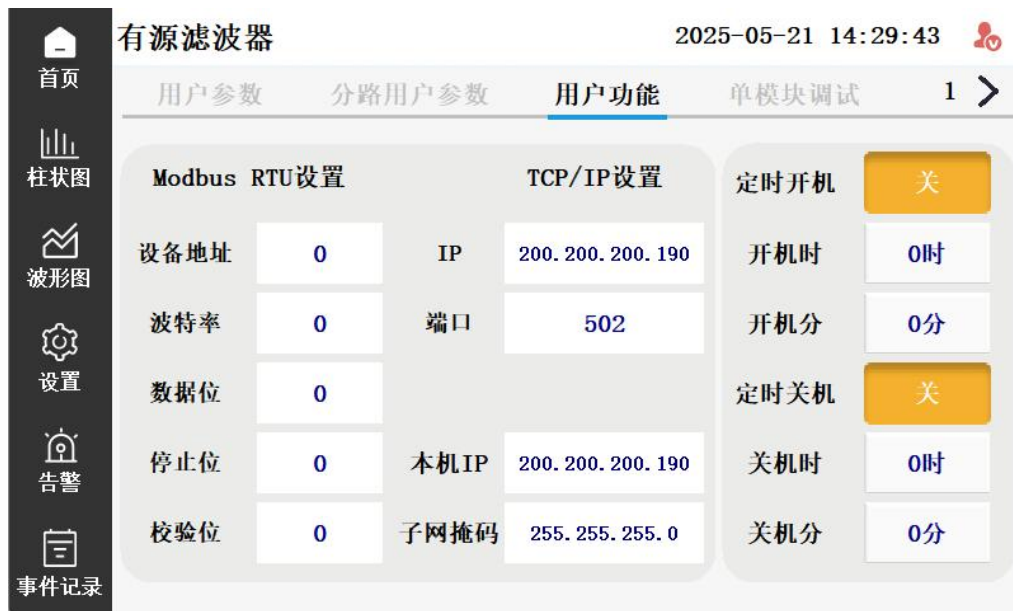 有源滤波器 2025-05-21 14:29:43
首页
用户参数 分路用户参数 用户功能 单模块调试 1
柱状图
波形图
设置
告警
事件记录
Modbus RTU设置 TCP/IP设置 定时开机 关
设备地址 0 IP 200.200.200.190 开机时 0时
波特率 0 端口 502 开机分 0分
数据位 0 定时关机 关
停止位 0 本机IP 200.200.200.190 关机时 0时
校验位 0 子网掩码 255.255.255.0 关机分 0分